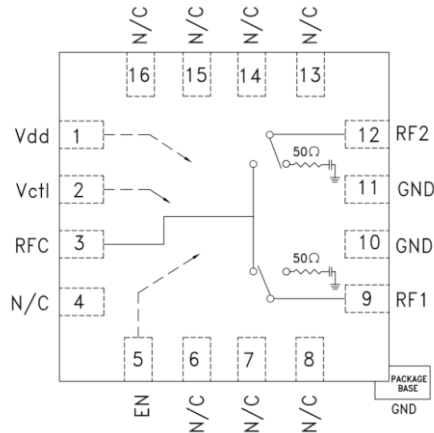 N/C N/C N/C N/C
16 15 14 13
Vdd 1
12 RF2
50Ω
Vctl 2
11 GND
RFC 3
10 GND
50Ω
N/C 4
9 RF1
5 6 7 8
EN N/C N/C N/C
PACKAGE
BASE
GND